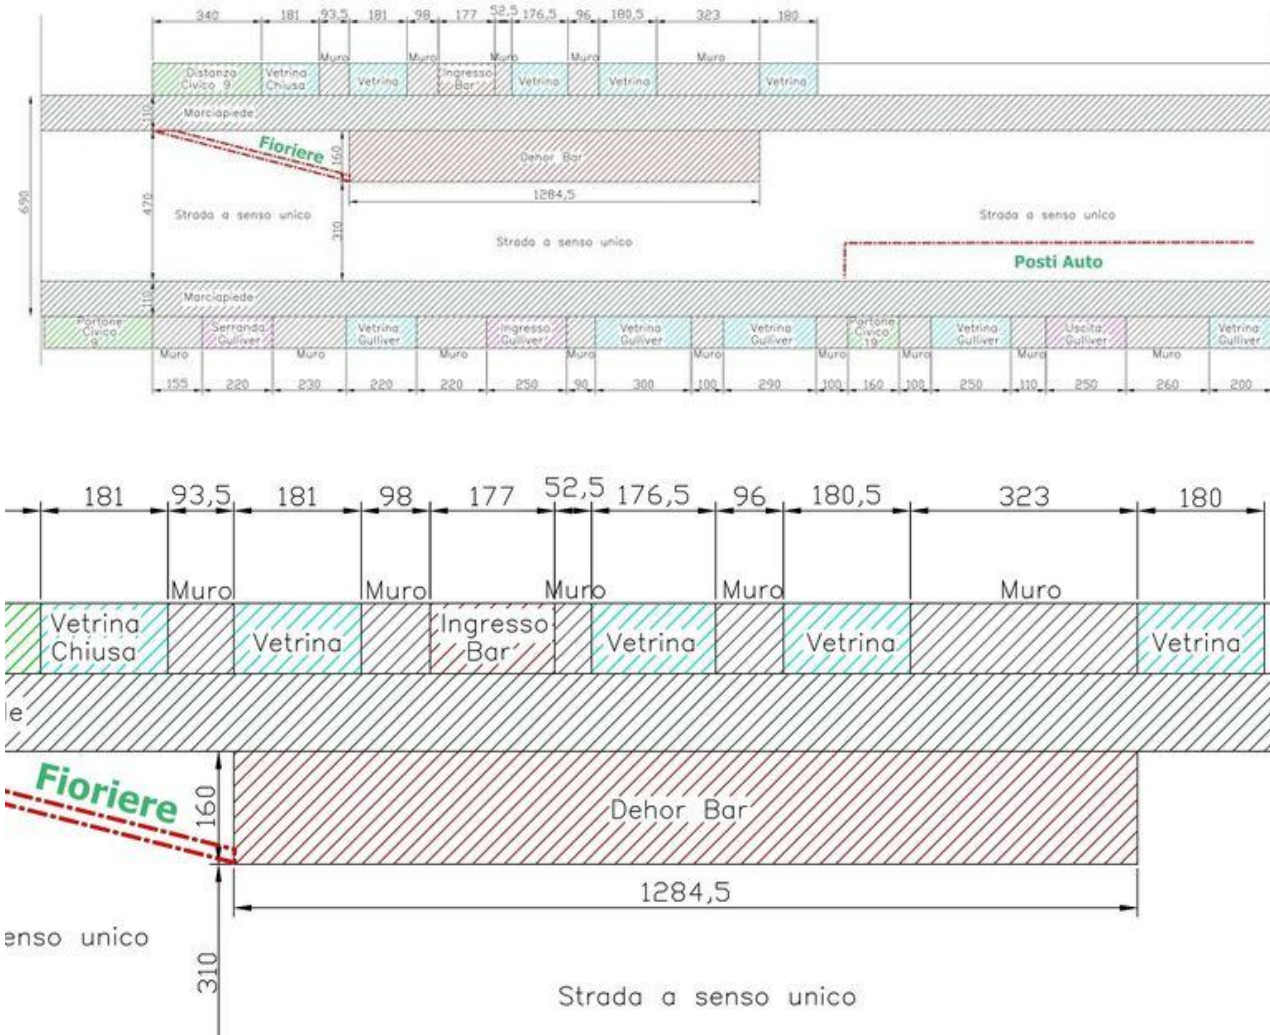 340 181 93,5 181 98 177 52,5 176,5 96 180,5 323 180
Muro Muro Muro Muro Muro
Distanza
Civico 9
Vetrina
Chiusa
Vetrina
Ingresso
Bar
Vetrina
Vetrina
Vetrina
110
Marciapiede
Fioriere
160
Dehor Bar
1284,5
690
470
310
Strada a senso unico
Strada a senso unico
Strada a senso unico
Posti Auto
110
Marciapiede
Portone
Civico
9
Serranda
Gulliver
Vetrina
Gulliver
Ingresso
Gulliver
Vetrina
Gulliver
Vetrina
Gulliver
Portone
Civico
19
Vetrina
Gulliver
Uscita
Gulliver
Vetrina
Gulliver
Muro Muro Muro Muro Muro Muro Muro Muro Muro
155 220 230 220 220 250 90 300 100 290 100 160 100 250 110 250 260 200
181 93,5 181 98 177 52,5 176,5 96 180,5 323 180
Muro Muro Muro Muro Muro
Vetrina
Chiusa
Vetrina
Ingresso
Bar
Vetrina
Vetrina
Vetrina
le
Fioriere
160
Dehor Bar
1284,5
enso unico
310
Strada a senso unico